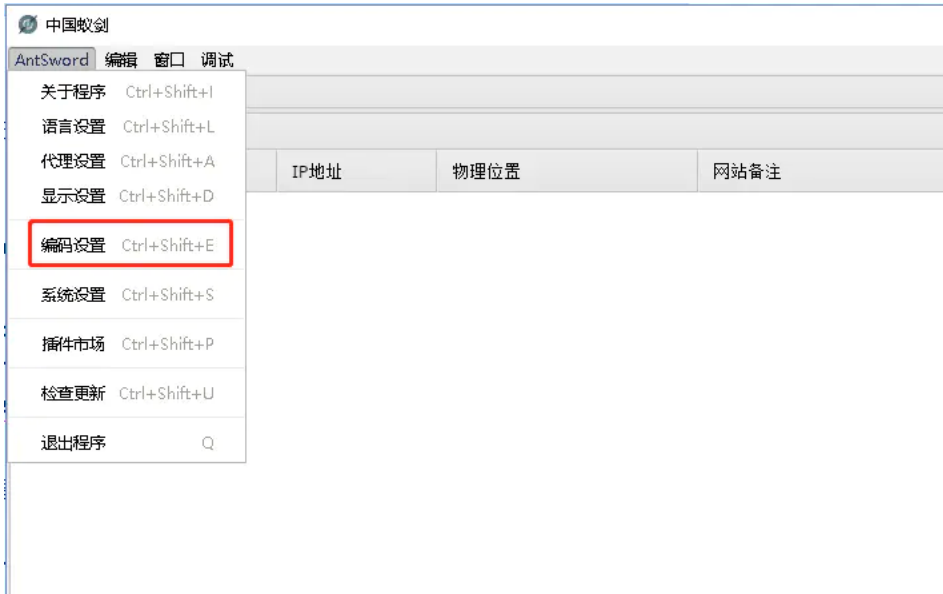 中国蚁剑
AntSword 编辑 窗口 调试
关于程序 Ctrl+Shift+I
语言设置 Ctrl+Shift+L
代理设置 Ctrl+Shift+A
显示设置 Ctrl+Shift+D
编码设置 Ctrl+Shift+E
系统设置 Ctrl+Shift+S
插件市场 Ctrl+Shift+P
检查更新 Ctrl+Shift+U
退出程序 Q
IP地址 物理位置 网站备注